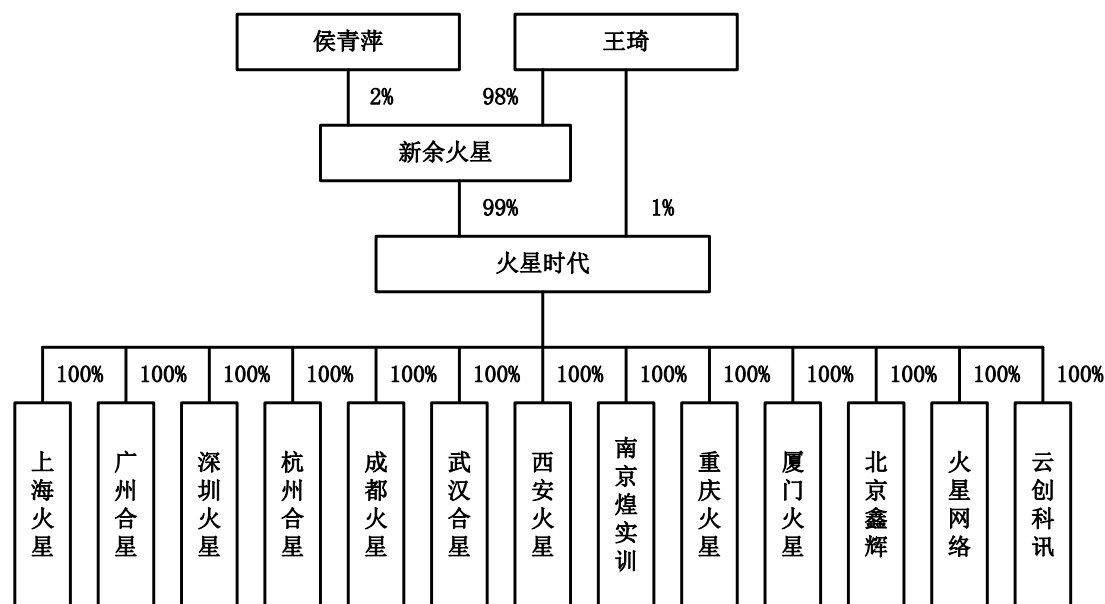 侯青萍
王琦
2%
98%
新余火星
99%
1%
火星时代
100%
100%
100%
100%
100%
100%
100%
100%
100%
100%
100%
100%
100%
上海火星
广州合星
深圳火星
杭州合星
成都火星
武汉合星
西安火星
南京煌实训
重庆火星
厦门火星
北京鑫辉
火星网络
云创科讯